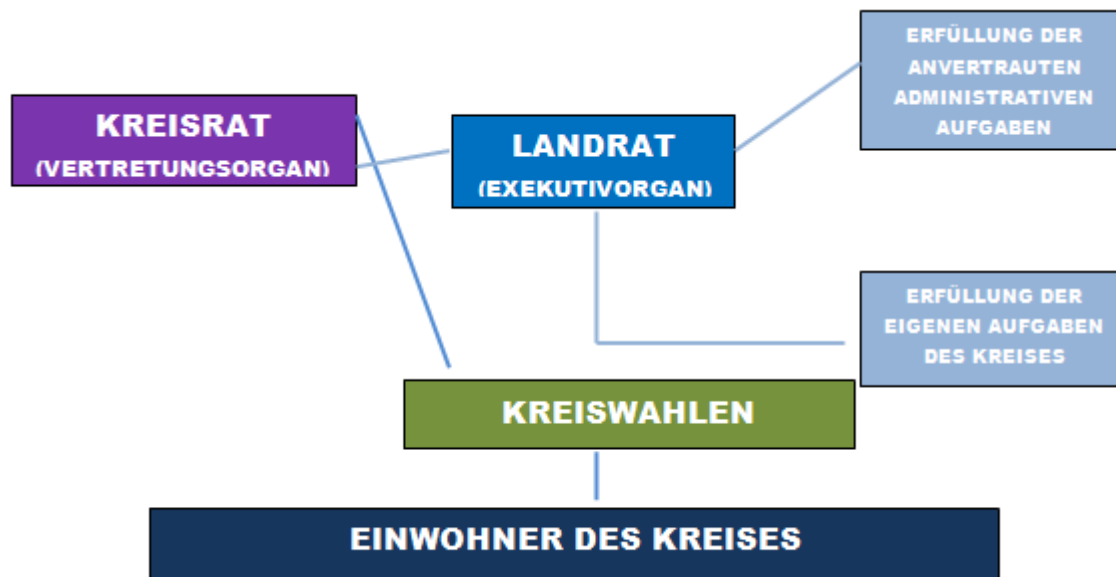 ERFÜLLUNG DER
ANVERTRAUTEN
ADMINISTRATIVEN
AUFGABEN
KREISRAT
(VERTRETUNGSORGAN)
LANDRAT
(EXEKUTIVORGAN)
ERFÜLLUNG DER
EIGENEN AUFGABEN
DES KREISES
KREISWAHLEN
EINWOHNER DES KREISES